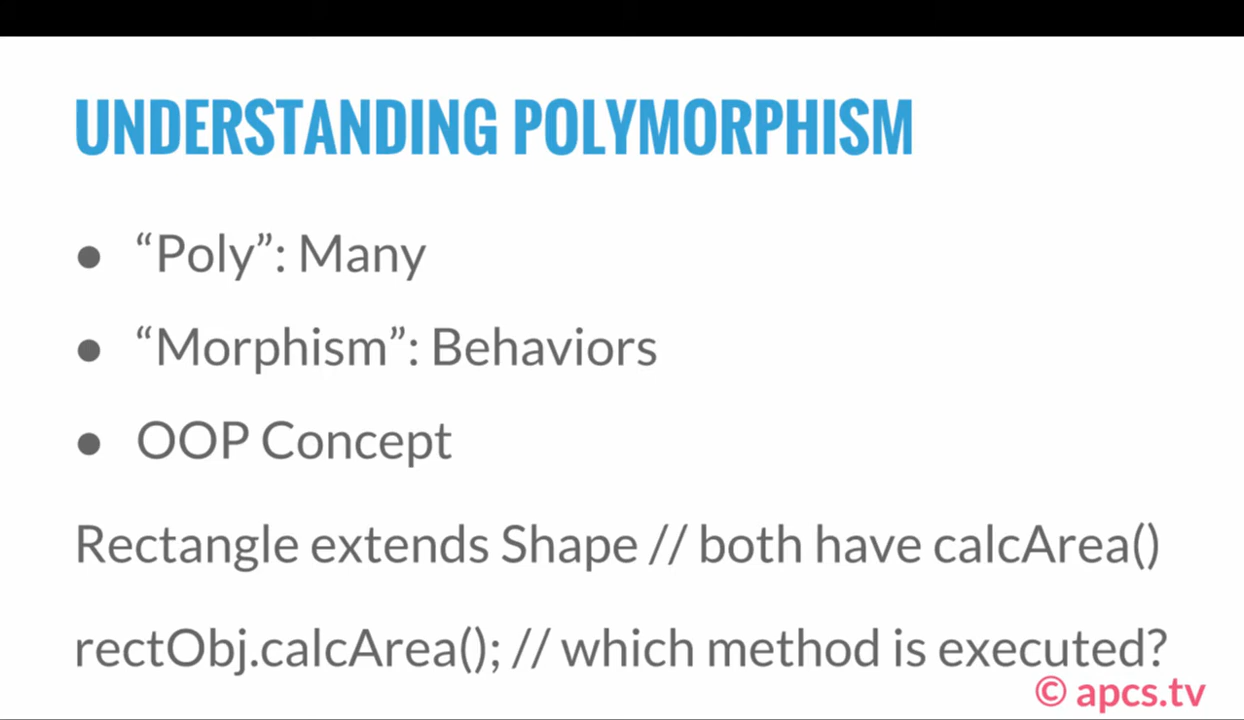 UNDERSTANDING POLYMORPHISM
● “Poly”: Many
● “Morphism”: Behaviors
● OOP Concept
Rectangle extends Shape // both have calcArea()
rectObj.calcArea(); // which method is executed?
© apcs.tv